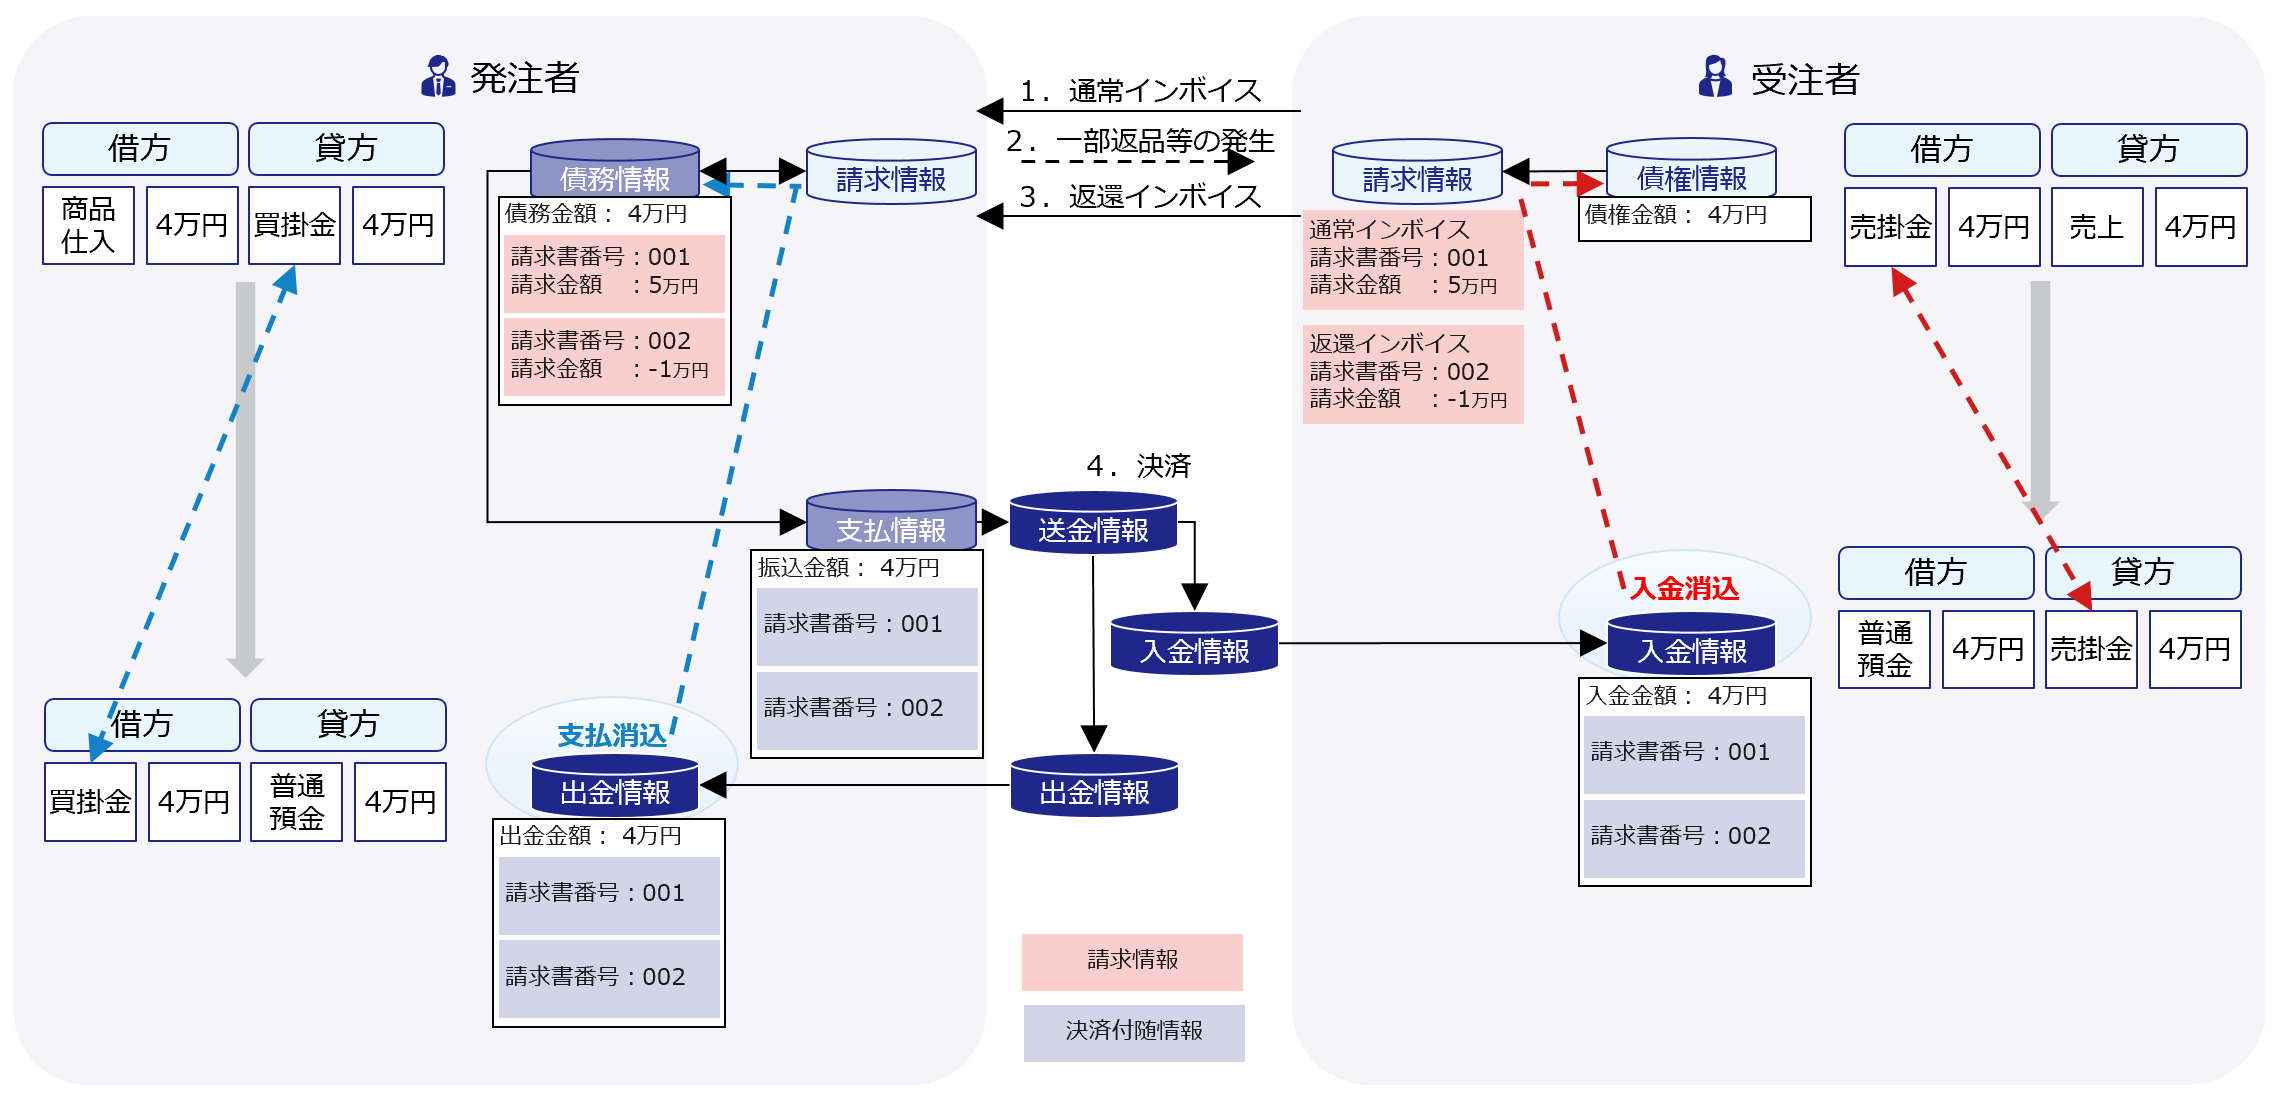 発注者
借方
貸方
商品
仕入
4万円
買掛金
4万円
債務情報
請求情報
債務金額： 4万円
請求書番号：001
請求金額 ：5万円
請求書番号：002
請求金額 ：-1万円
支払情報
振込金額： 4万円
請求書番号：001
請求書番号：002
借方
貸方
買掛金
4万円
普通
預金
4万円
支払消込
出金情報
出金金額： 4万円
請求書番号：001
請求書番号：002
1. 通常インボイス
2. 一部返品等の発生
3. 返還インボイス
4. 決済
送金情報
入金情報
出金情報
請求情報
決済付随情報
受注者
請求情報
債権情報
債権金額： 4万円
通常インボイス
請求書番号：001
請求金額 ：5万円
返還インボイス
請求書番号：002
請求金額 ：-1万円
借方
貸方
売掛金
4万円
売上
4万円
入金消込
入金情報
入金金額： 4万円
請求書番号：001
請求書番号：002
借方
貸方
普通
預金
4万円
売掛金
4万円